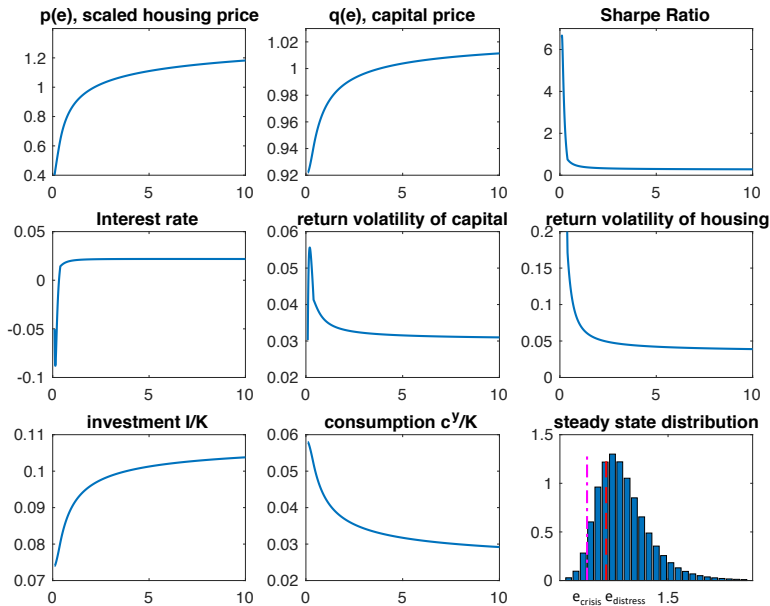 p(e), scaled housing price
q(e), capital price
Sharpe Ratio
1.2
1
0.8
0.6
0.4
0 5 10
1.02
1
0.98
0.96
0.94
0.92
0 5 10
6
4
2
0
0 5 10
Interest rate
return volatility of capital
return volatility of housing
0.05
0
-0.05
-0.1
0 5 10
0.06
0.05
0.04
0.03
0.02
0 5 10
0.2
0.15
0.1
0.05
0
0 5 10
investment I/K
consumption c^y/K
steady state distribution
0.11
0.1
0.09
0.08
0.07
0 5 10
0.06
0.05
0.04
0.03
0.02
0.01
0.02
0 5 10
1.5
1
0.5
0
e_crisis e_distress 1.5